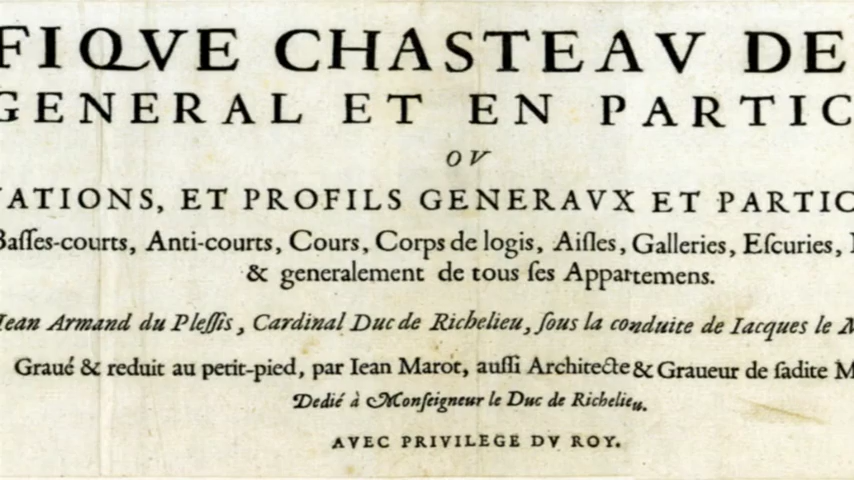 FIQVE CHASTEAV DE
GENERAL ET EN PARTIC
OV
VATIONS, ET PROFILS GENERAVX ET PARTIC
Baſſes-courts, Anti-courts, Cours, Corps de logis, Aiſles, Galleries, Eſcuries,
& generalement de tous ſes Appartemens.
Iean Armand du Pleſſis, Cardinal Duc de Richelieu, ſous la conduite de Iacques le M
Graué & reduit au petit-pied, par Iean Marot, auſſi Architecte & Graueur de ſadite M
Dedié à Monſeigneur le Duc de Richelieu.
AVEC PRIVILEGE DV ROY.